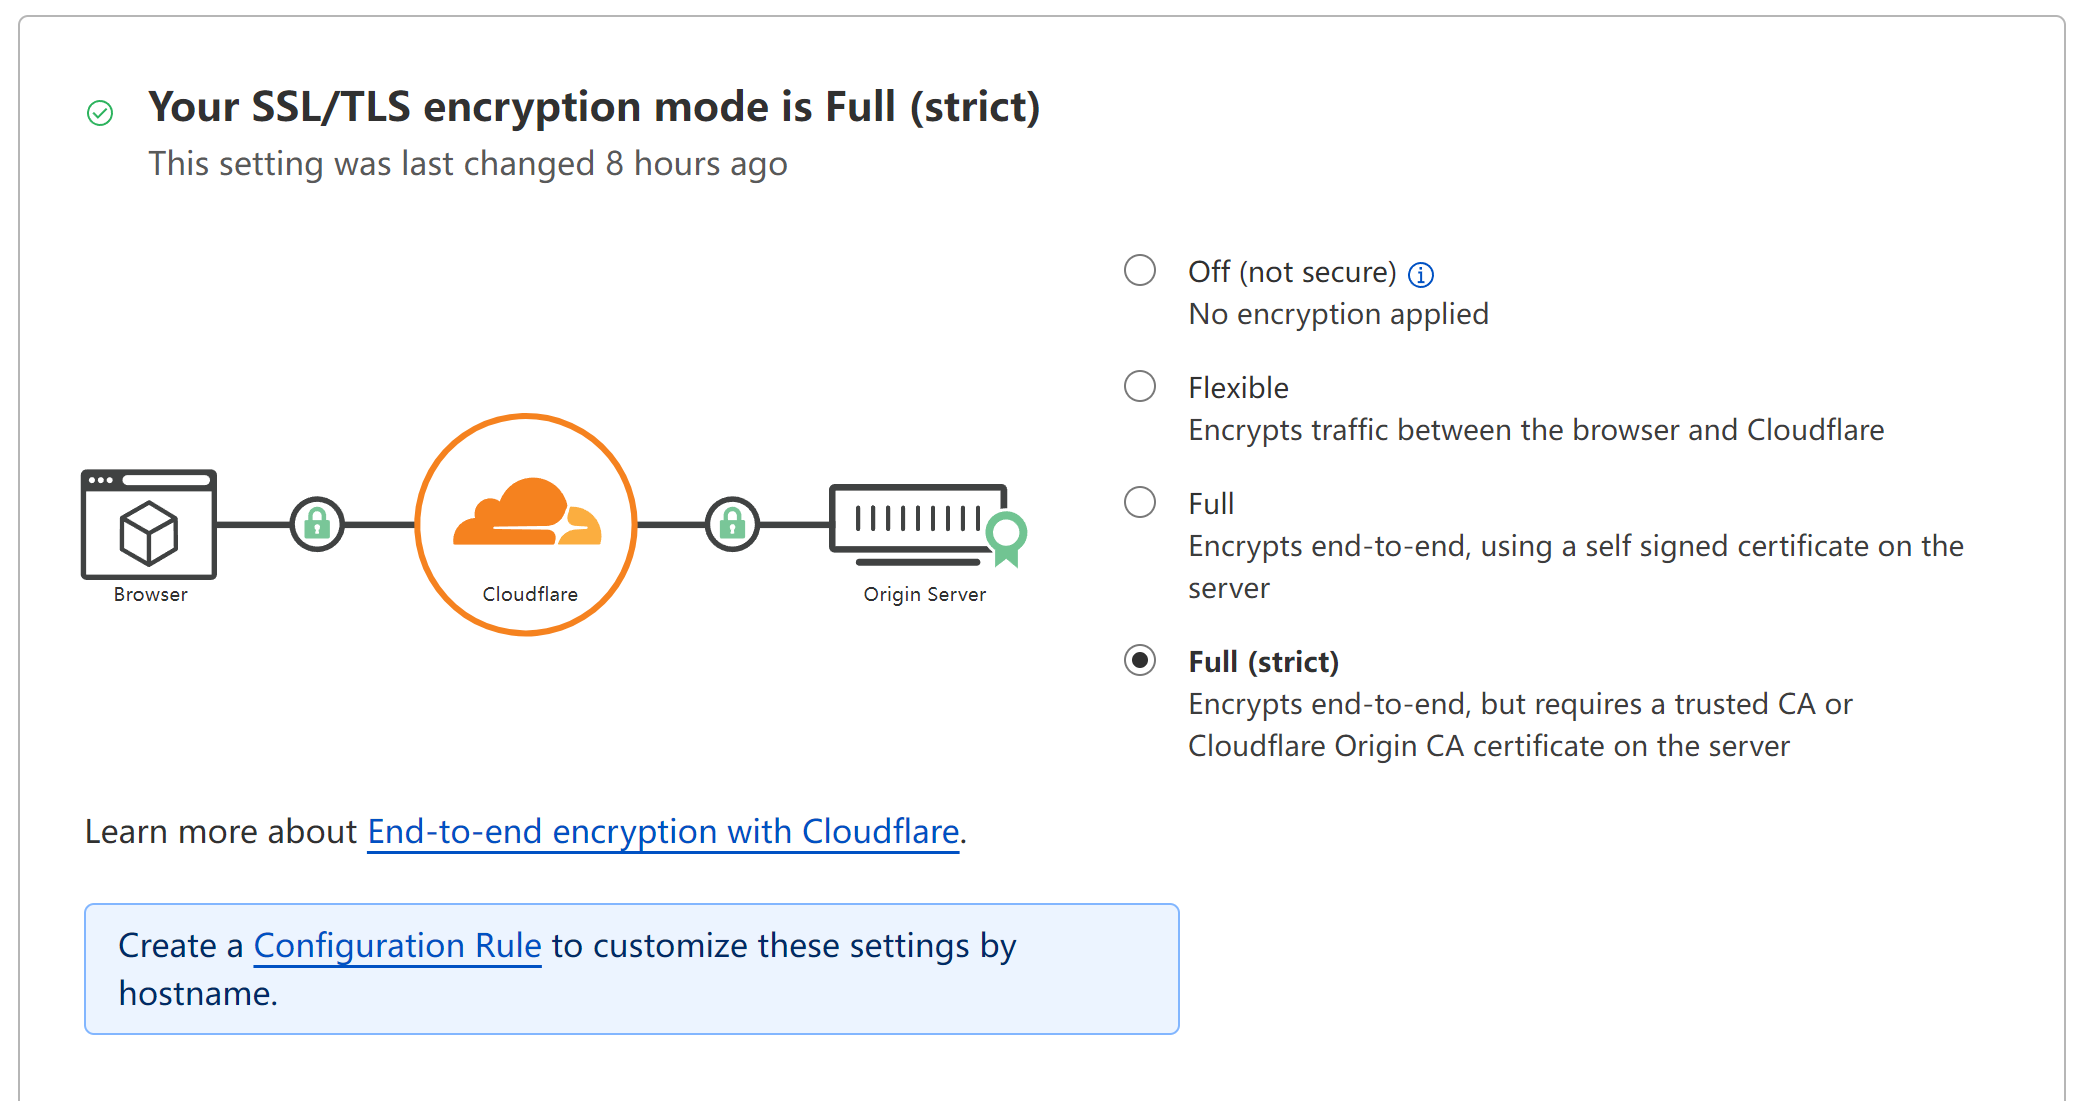 Your SSL/TLS encryption mode is Full (strict)
This setting was last changed 8 hours ago
Browser
Cloudflare
Origin Server
Off (not secure)
No encryption applied
Flexible
Encrypts traffic between the browser and Cloudflare
Full
Encrypts end-to-end, using a self signed certificate on the
server
Full (strict)
Encrypts end-to-end, but requires a trusted CA or
Cloudflare Origin CA certificate on the server
Learn more about End-to-end encryption with Cloudflare.
Create a Configuration Rule to customize these settings by
hostname.